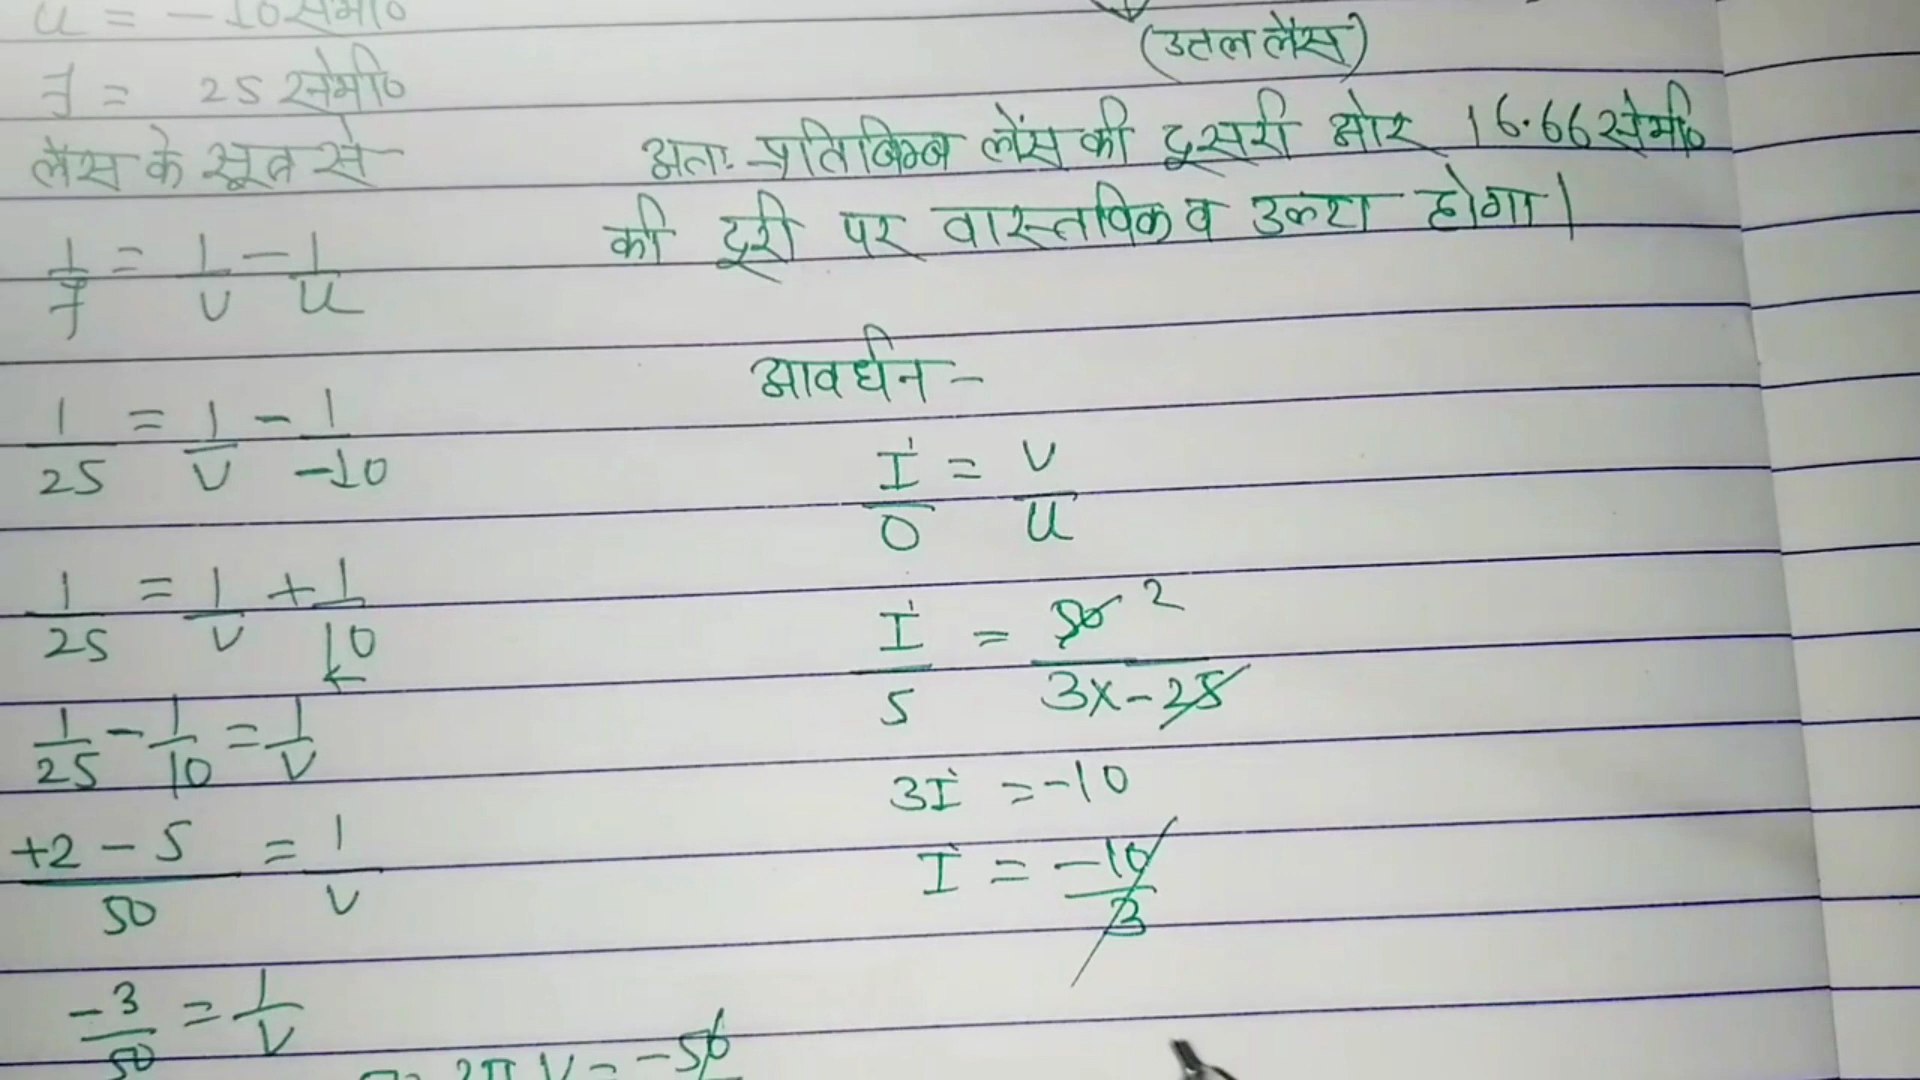 u = -10 सेमी०
f = 25 सेमी०
लेंस के सूत्र से
1/f = 1/v - 1/u
1/25 = 1/v - 1/-10
1/25 = 1/v + 1/10
1/25 - 1/10 = 1/v
+2 - 5/50 = 1/v
-3/50 = 1/v
v = -50
(उतल लेंस)
अतः प्रतिबिम्ब लेंस की दूसरी ओर 16.66 सेमी०
की दूरी पर वास्तविक व उल्टा होगा।
आवर्धन -
I/O = v/u
I/5 = 50 2/3x-25
3I = -10
I = -10/3